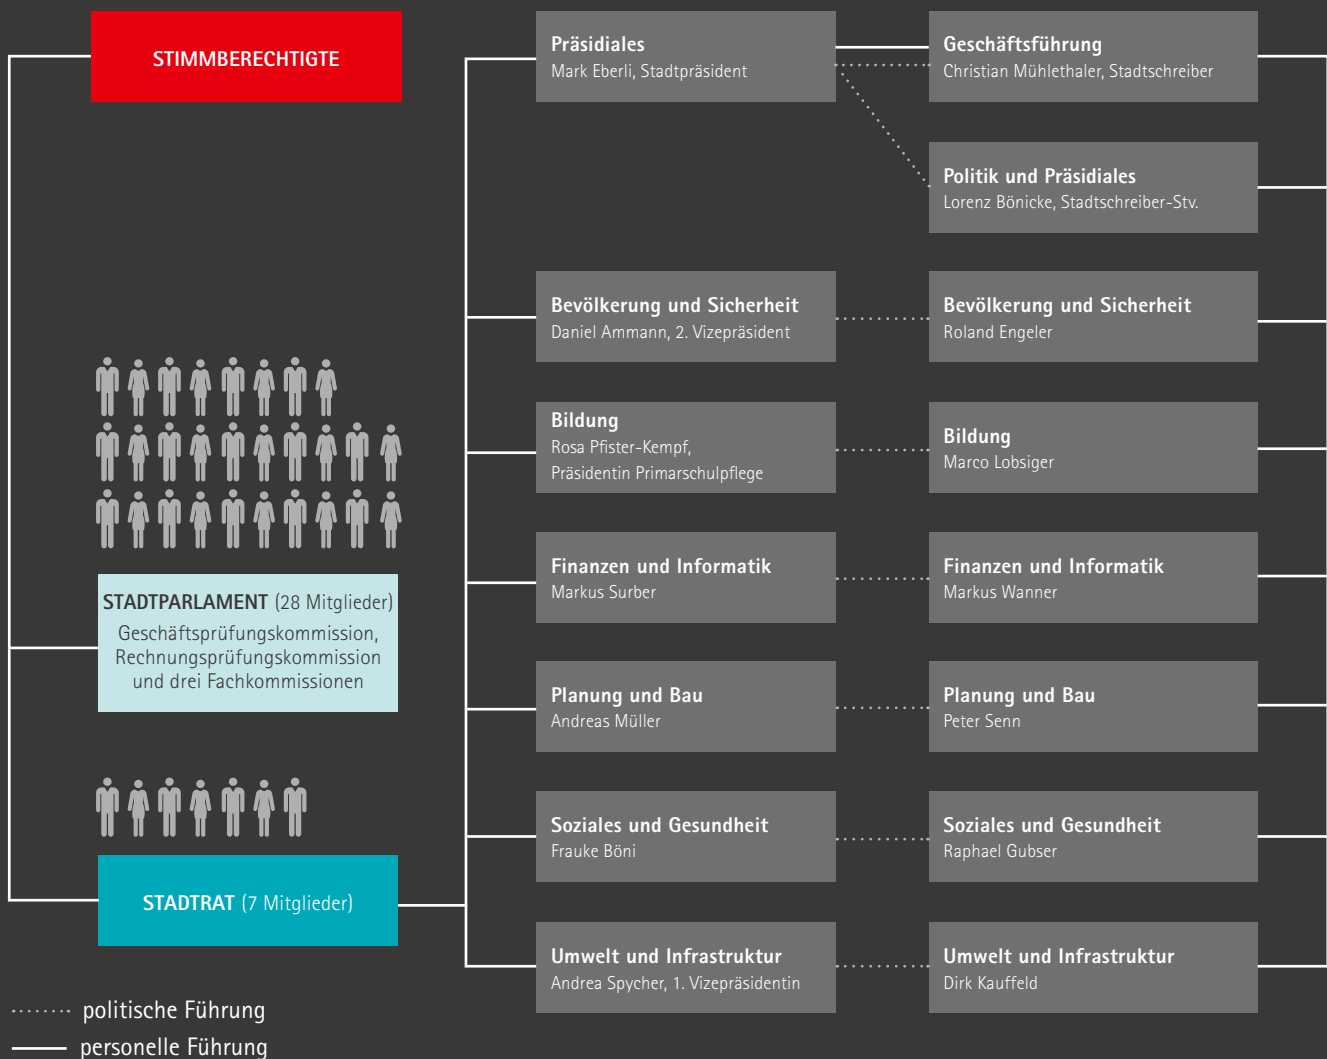 STIMMBERECHTIGTE
STADTPARLAMENT (28 Mitglieder)
Geschäftsprüfungskommission,
Rechnungsprüfungskommission
und drei Fachkommissionen
STADTRAT (7 Mitglieder)
politische Führung
personelle Führung
Präsidiales
Mark Eberli, Stadtpräsident
Bevölkerung und Sicherheit
Daniel Ammann, 2. Vizepräsident
Bildung
Rosa Pfister-Kempf,
Präsidentin Primarschulpflege
Finanzen und Informatik
Markus Surber
Planung und Bau
Andreas Müller
Soziales und Gesundheit
Frauke Böni
Umwelt und Infrastruktur
Andrea Spycher, 1. Vizepräsidentin
Geschäftsführung
Christian Mühlethaler, Stadtschreiber
Politik und Präsidiales
Lorenz Bönicke, Stadtschreiber-Stv.
Bevölkerung und Sicherheit
Roland Engeler
Bildung
Marco Lobsiger
Finanzen und Informatik
Markus Wanner
Planung und Bau
Peter Senn
Soziales und Gesundheit
Raphael Gubser
Umwelt und Infrastruktur
Dirk Kauffeld